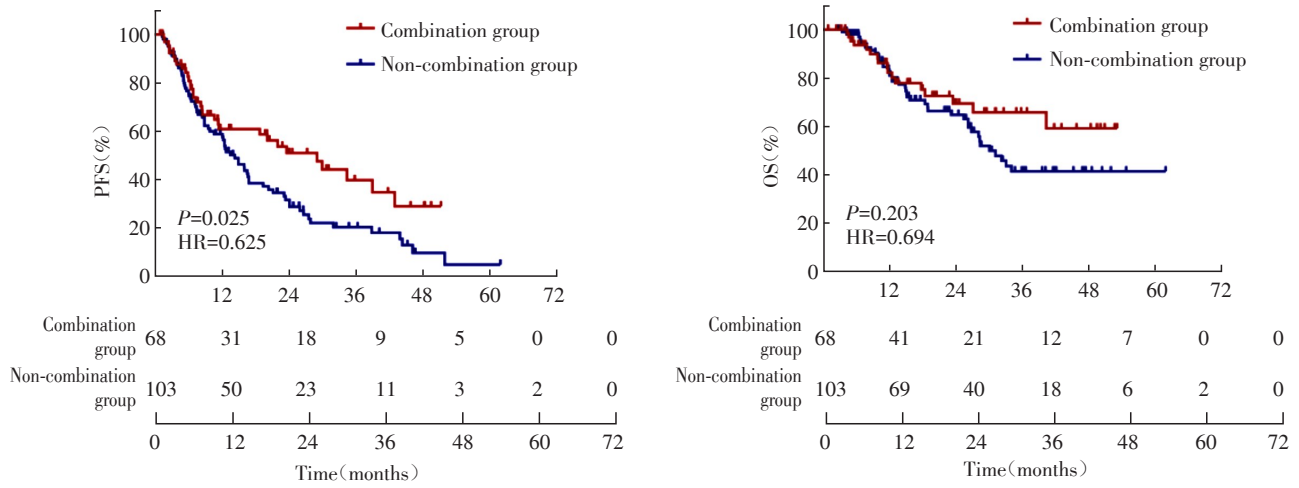 100
80
60
40
20
0
PFS(%)
Combination group
Non-combination group
P=0.025
HR=0.625
12 24 36 48 60 72
Combination
group
68 31 18 9 5 0 0
Non-combination
group
103 50 23 11 3 2 0
0 12 24 36 48 60 72
Time(months)
100
80
60
40
20
0
OS(%)
Combination group
Non-combination group
P=0.203
HR=0.694
12 24 36 48 60 72
Combination
group
68 41 21 12 7 0 0
Non-combination
group
103 69 40 18 6 2 0
0 12 24 36 48 60 72
Time(months)